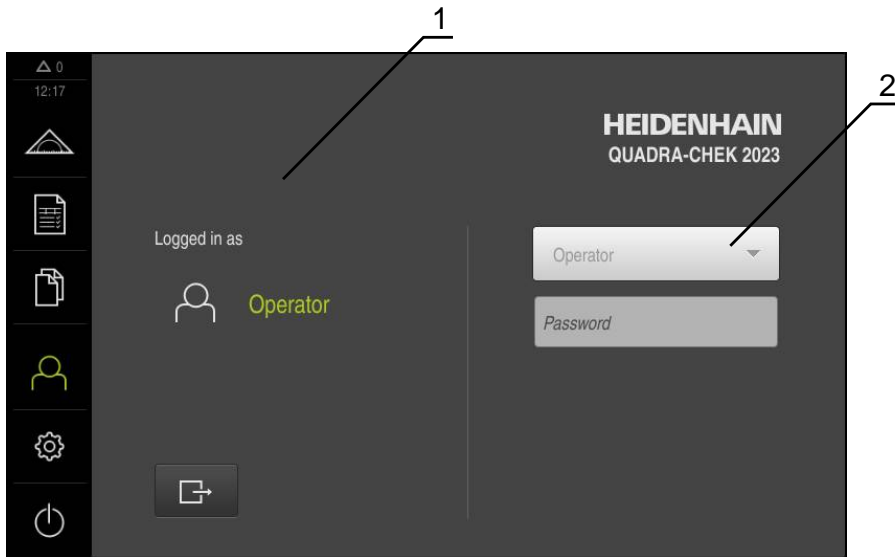 1
2
0
12:17
HEIDENHAIN
QUADRA-CHEK 2023
Logged in as
Operator
Operator
Password